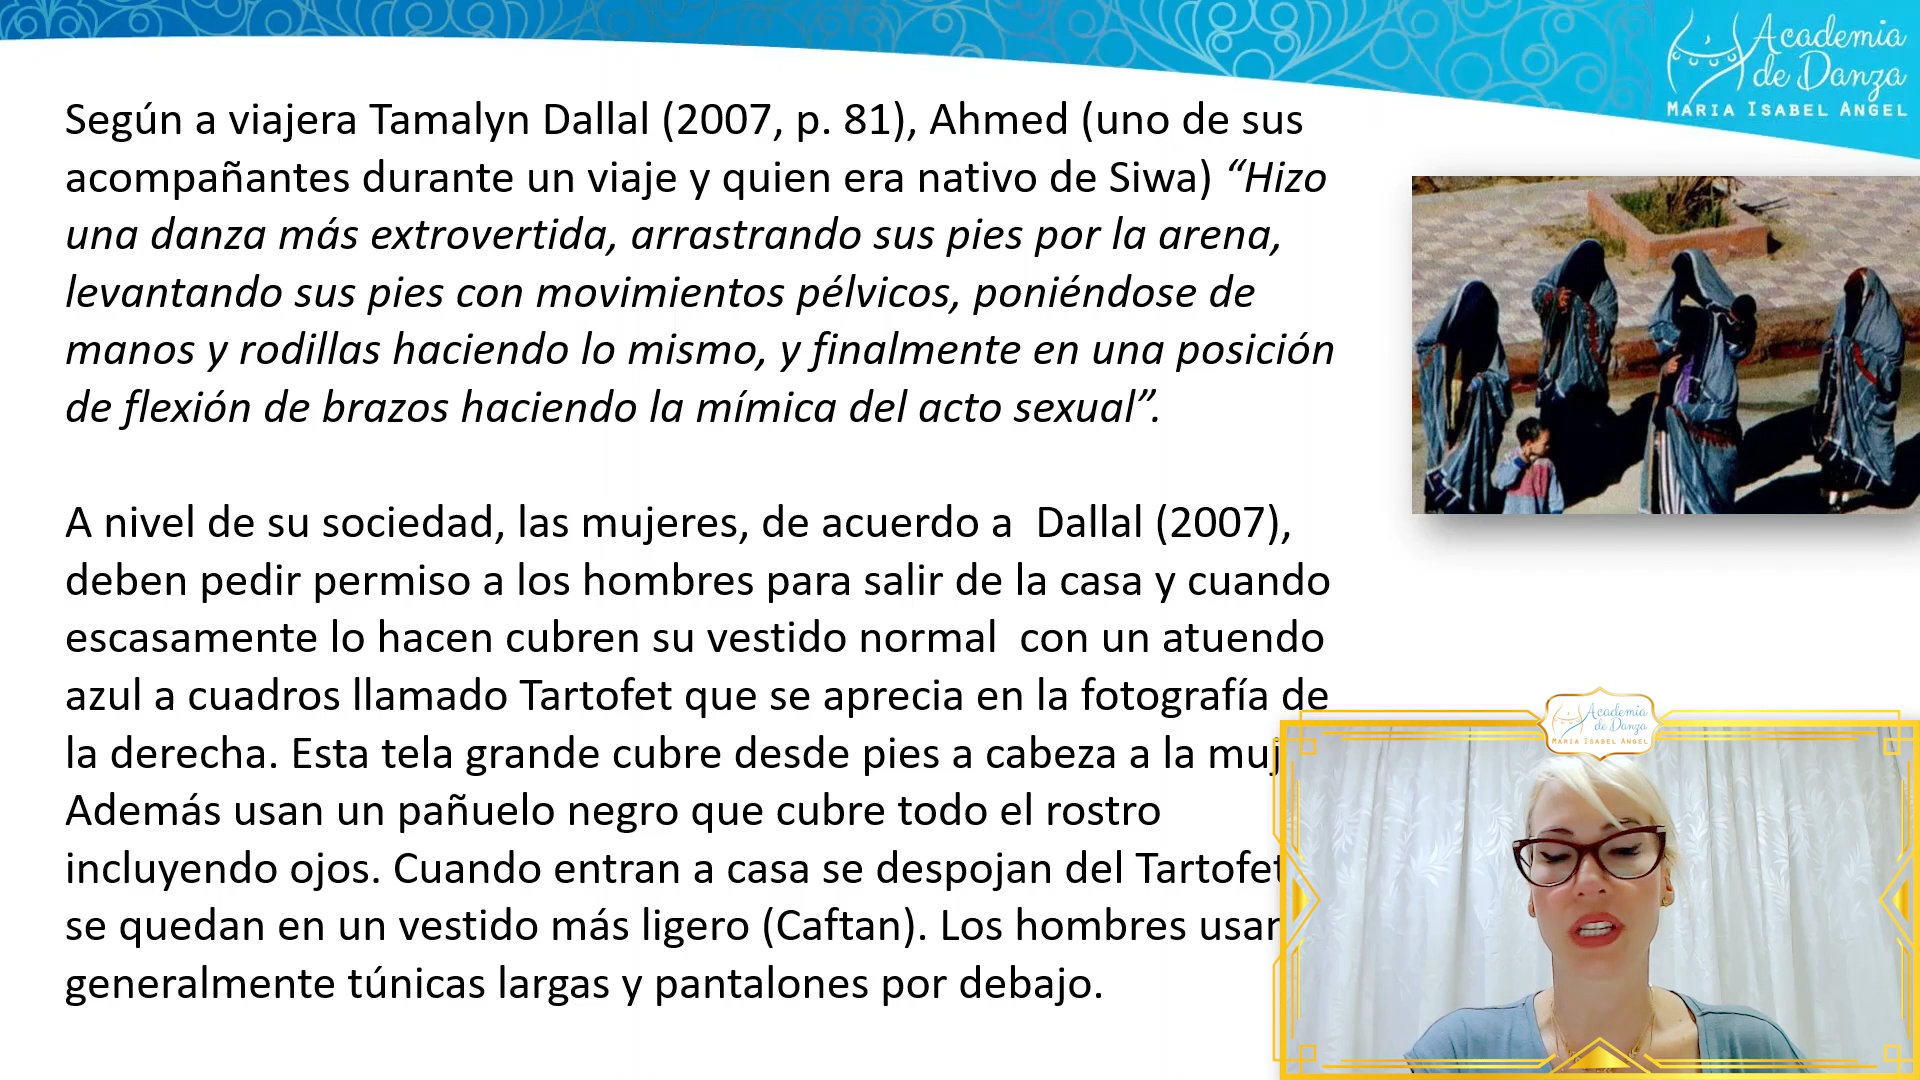 Academia
de Danza
MARIA ISABEL ANGEL
Según a viajera Tamalyn Dallal (2007, p. 81), Ahmed (uno de sus
acompañantes durante un viaje y quien era nativo de Siwa) “Hizo
una danza más extrovertida, arrastrando sus pies por la arena,
levantando sus pies con movimientos pélvicos, poniéndose de
manos y rodillas haciendo lo mismo, y finalmente en una posición
de flexión de brazos haciendo la mímica del acto sexual”.
A nivel de su sociedad, las mujeres, de acuerdo a  Dallal (2007),
deben pedir permiso a los hombres para salir de la casa y cuando
escasamente lo hacen cubren su vestido normal  con un atuendo
azul a cuadros llamado Tartofet que se aprecia en la fotografía de
la derecha. Esta tela grande cubre desde pies a cabeza a la
Además usan un pañuelo negro que cubre todo el rostro
incluyendo ojos. Cuando entran a casa se despojan del Tartofet
se quedan en un vestido más ligero (Caftan). Los hombres
generalmente túnicas largas y pantalones por debajo.
Academia
de Danza
MARIA ISABEL ANGEL